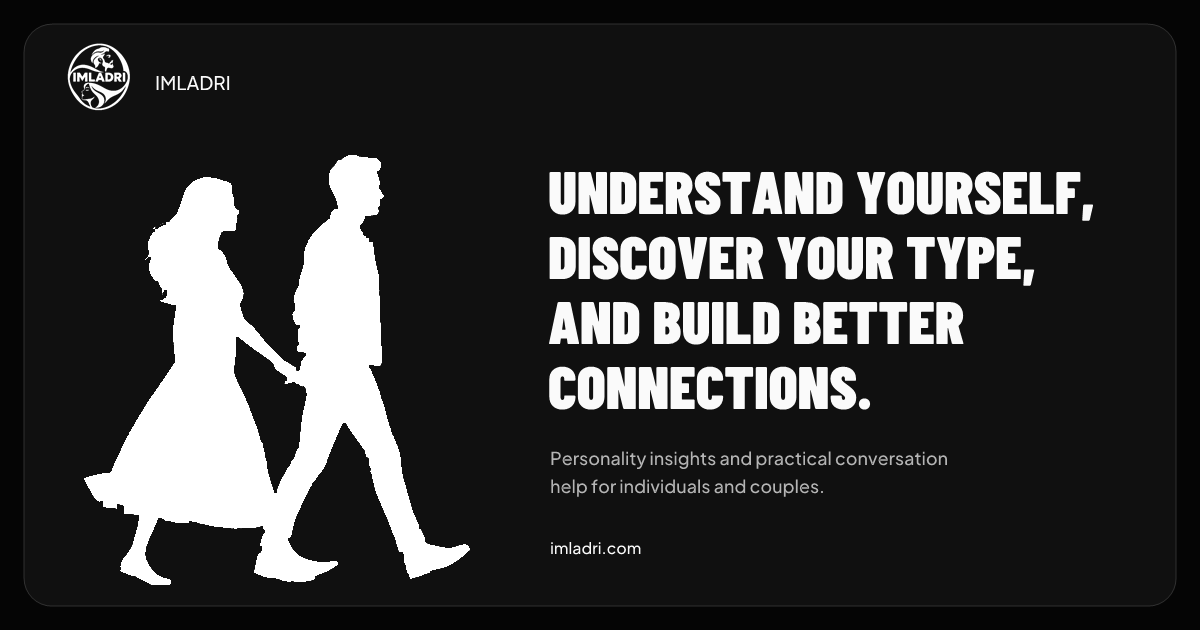 IMLADRI
IMLADRI
UNDERSTAND YOURSELF,
DISCOVER YOUR TYPE,
AND BUILD BETTER
CONNECTIONS.
Personality insights and practical conversation
help for individuals and couples.
imladri.com